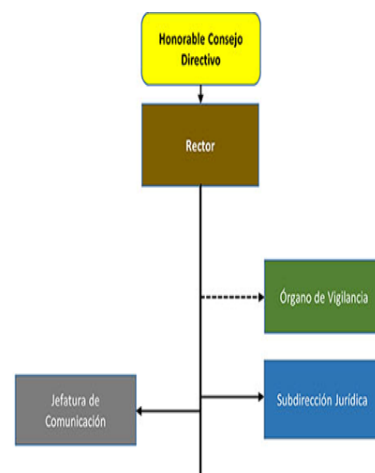 Honorable Consejo
Directivo
Rector
Órgano de Vigilancia
Subdirección Jurídica
Jefatura de
Comunicación